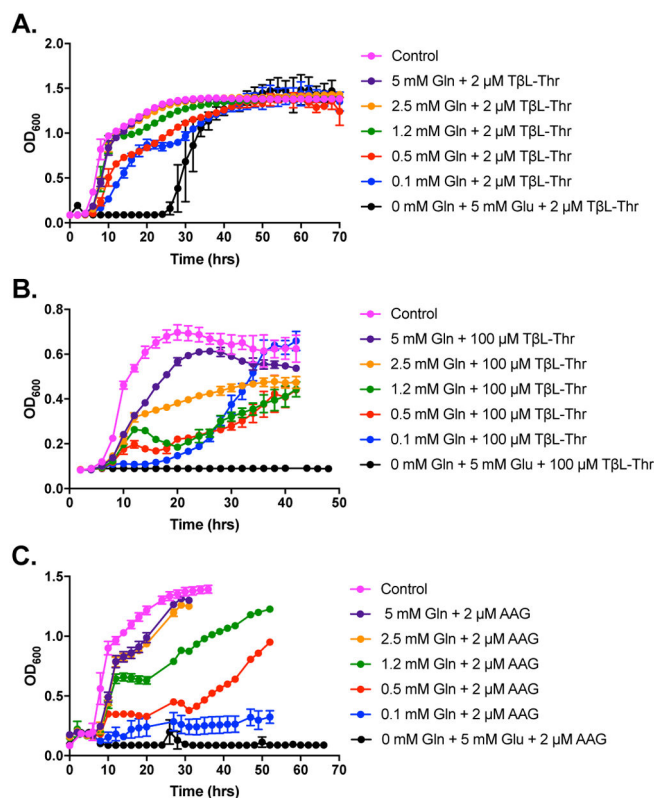 A.
2.0
1.5
1.0
0.5
0.0
OD600
0 10 20 30 40 50 60 70
Time (hrs)
Control
5 mM Gln + 2 µM TβL-Thr
2.5 mM Gln + 2 µM TβL-Thr
1.2 mM Gln + 2 µM TβL-Thr
0.5 mM Gln + 2 µM TβL-Thr
0.1 mM Gln + 2 µM TβL-Thr
0 mM Gln + 5 mM Glu + 2 µM TβL-Thr
B.
0.8
0.6
0.4
0.2
0.0
OD600
0 10 20 30 40 50
Time (hrs)
Control
5 mM Gln + 100 µM TβL-Thr
2.5 mM Gln + 100 µM TβL-Thr
1.2 mM Gln + 100 µM TβL-Thr
0.5 mM Gln + 100 µM TβL-Thr
0.1 mM Gln + 100 µM TβL-Thr
0 mM Gln + 5 mM Glu + 100 µM TβL-Thr
C.
1.5
1.0
0.5
0.0
OD600
0 10 20 30 40 50 60 70
Time (hrs)
Control
5 mM Gln + 2 µM AAG
2.5 mM Gln + 2 µM AAG
1.2 mM Gln + 2 µM AAG
0.5 mM Gln + 2 µM AAG
0.1 mM Gln + 2 µM AAG
0 mM Gln + 5 mM Glu + 2 µM AAG